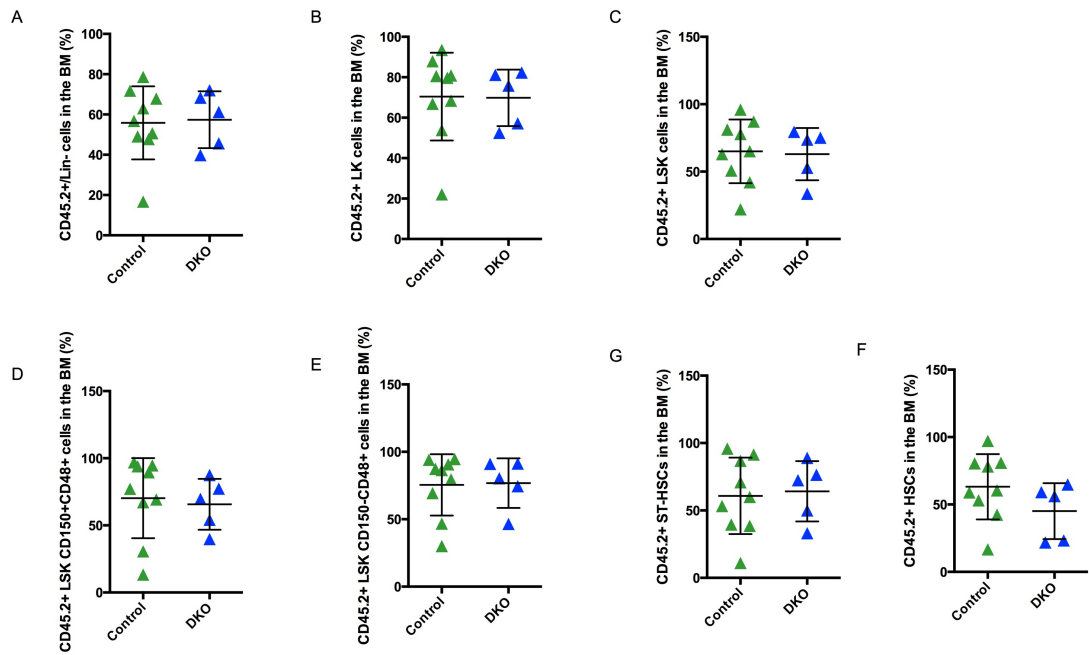 A
CD45.2+/Lin- cells in the BM (%)
100
80
60
40
20
0
Control
DKO
B
CD45.2+ LK cells in the BM (%)
100
80
60
40
20
0
Control
DKO
C
CD45.2+ LSK cells in the BM (%)
150
100
50
0
Control
DKO
D
CD45.2+ LSK CD150+CD48+ cells in the BM (%)
150
100
50
0
Control
DKO
E
CD45.2+ LSK CD150-CD48+ cells in the BM (%)
150
100
50
0
Control
DKO
G
CD45.2+ ST-HSCs in the BM (%)
150
100
50
0
Control
DKO
F
CD45.2+ HSCs in the BM (%)
150
100
50
0
Control
DKO